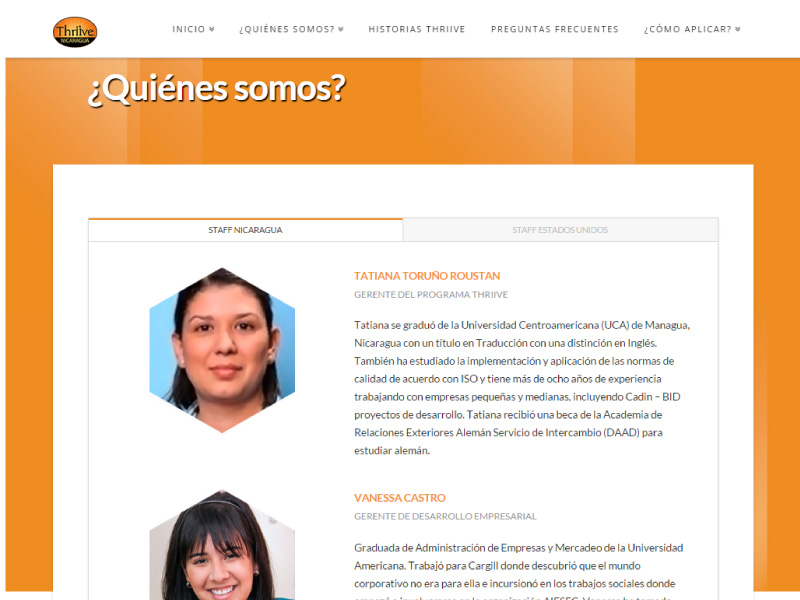 Thriive
NICARAGUA
INICIO
¿QUIÉNES SOMOS?
HISTORIAS THRIIVE
PREGUNTAS FRECUENTES
¿CÓMO APLICAR?
¿Quiénes somos?
STAFF NICARAGUA
STAFF ESTADOS UNIDOS
TATIANA TORUÑO ROUSTAN
GERENTE DEL PROGRAMA THRIIVE
Tatiana se graduó de la Universidad Centroamericana (UCA) de Managua,
Nicaragua con un título en Traducción con una distinción en Inglés.
También ha estudiado la implementación y aplicación de las normas de
calidad de acuerdo con ISO y tiene más de ocho años de experiencia
trabajando con empresas pequeñas y medianas, incluyendo Cadin – BID
proyectos de desarrollo. Tatiana recibió una beca de la Academia de
Relaciones Exteriores Alemán Servicio de Intercambio (DAAD) para
estudiar alemán.
VANESSA CASTRO
GERENTE DE DESARROLLO EMPRESARIAL
Graduada de Administración de Empresas y Mercadeo de la Universidad
Americana. Trabajó para Cargill donde descubrió que el mundo
corporativo no era para ella e incursionó en los trabajos sociales donde